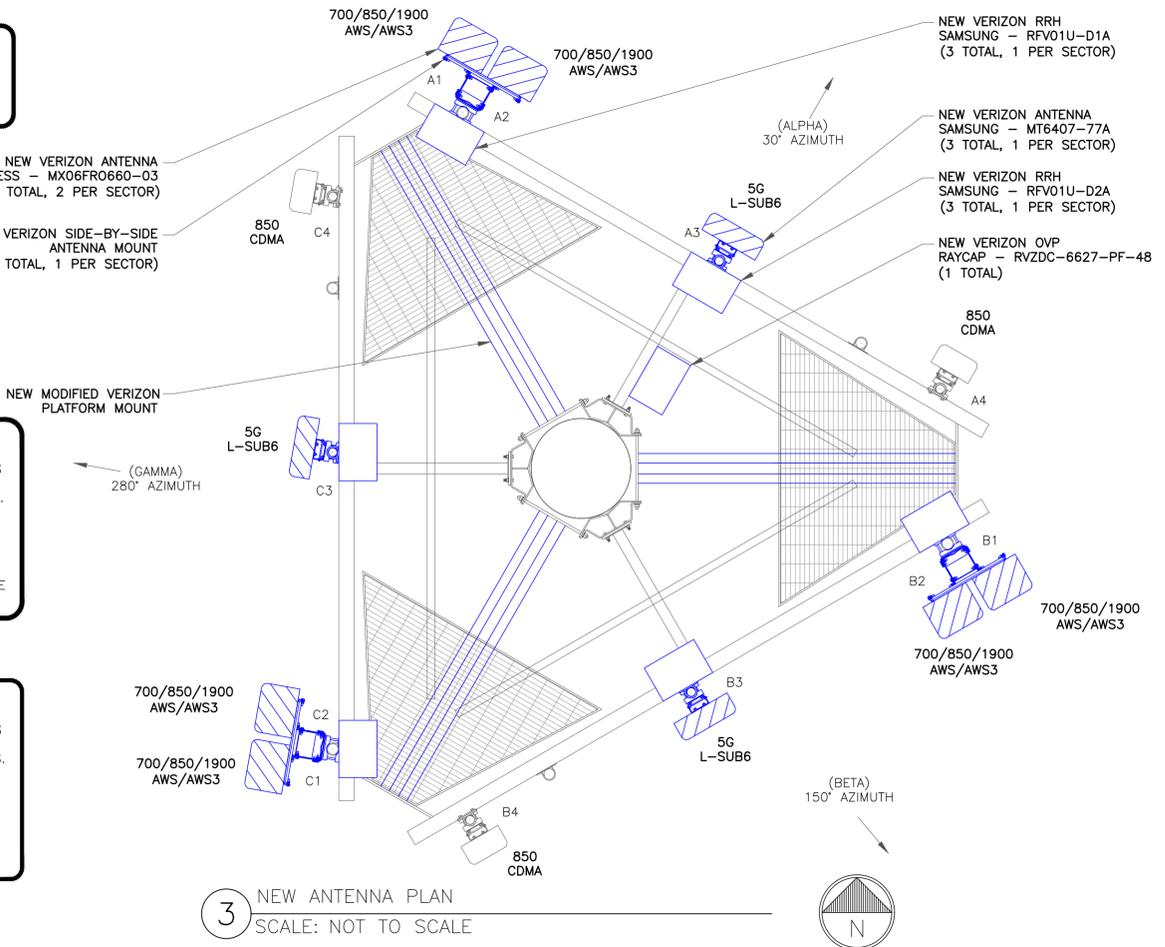 700/850/1900
AWS/AWS3
700/850/1900
AWS/AWS3
A1
A2
NEW VERIZON RRH
SAMSUNG – RFV01U-D1A
(3 TOTAL, 1 PER SECTOR)
(ALPHA)
30° AZIMUTH
NEW VERIZON ANTENNA
SAMSUNG – MT6407-77A
(3 TOTAL, 1 PER SECTOR)
NEW VERIZON ANTENNA
– MX06FRO660-03
TOTAL, 2 PER SECTOR)
NEW VERIZON RRH
SAMSUNG – RFV01U-D2A
(3 TOTAL, 1 PER SECTOR)
5G
L-SUB6
A3
850
CDMA
C4
VERIZON SIDE-BY-SIDE
ANTENNA MOUNT
TOTAL, 1 PER SECTOR)
NEW VERIZON OVP
RAYCAP – RVZDC-6627-PF-48
(1 TOTAL)
850
CDMA
A4
NEW MODIFIED VERIZON
PLATFORM MOUNT
5G
L-SUB6
C3
(GAMMA)
280° AZIMUTH
B1
B2
700/850/1900
AWS/AWS3
700/850/1900
AWS/AWS3
B3
5G
L-SUB6
700/850/1900
AWS/AWS3
C2
700/850/1900
AWS/AWS3
C1
(BETA)
150° AZIMUTH
B4
850
CDMA
3
NEW ANTENNA PLAN
SCALE: NOT TO SCALE
N